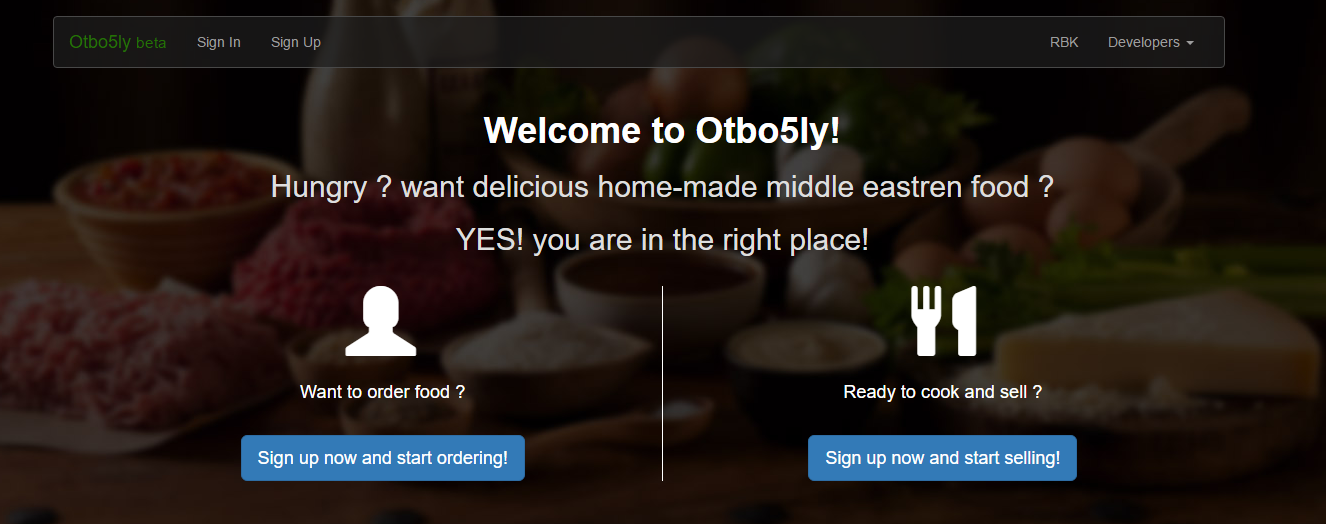 Otbo5ly beta Sign In Sign Up RBK Developers
Welcome to Otbo5ly!
Hungry ? want delicious home-made middle eastren food ?
YES! you are in the right place!
Want to order food ?
Sign up now and start ordering!
Ready to cook and sell ?
Sign up now and start selling!